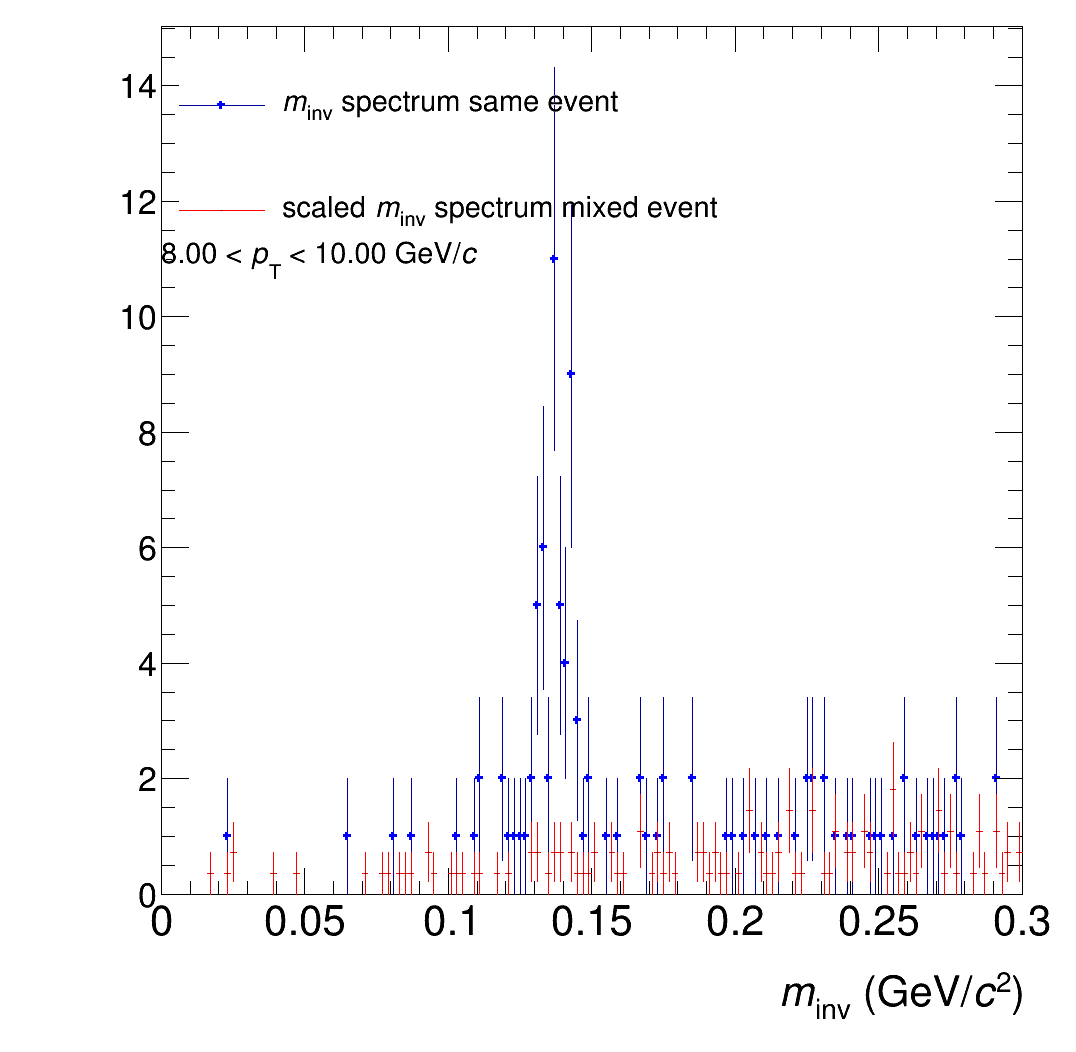 14
m_inv spectrum same event
12
scaled m_inv spectrum mixed event
8.00 < p_T < 10.00 GeV/c
10
8
6
4
2
0
0 0.05 0.1 0.15 0.2 0.25 0.3
m_inv (GeV/c²)